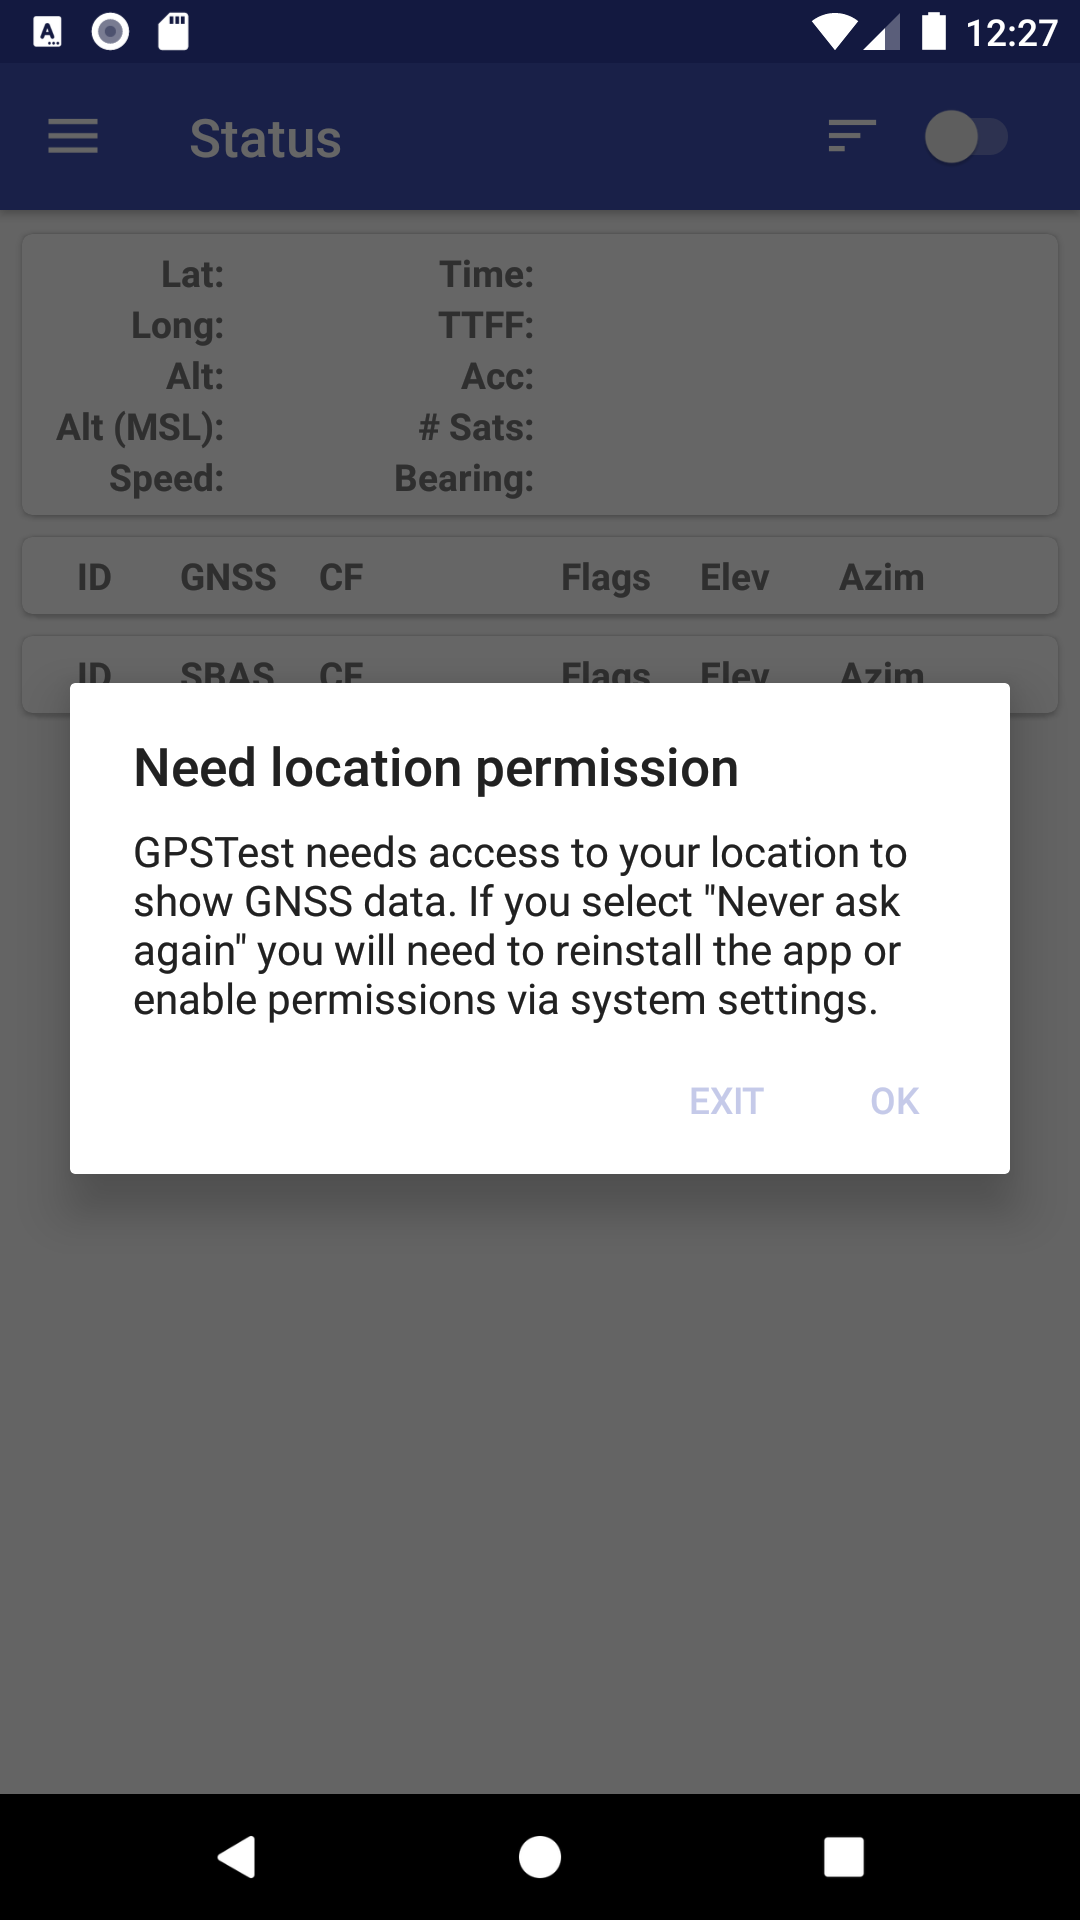 12:27
Status
Lat: Time:
Long: TTFF:
Alt: Acc:
Alt (MSL): # Sats:
Speed: Bearing:
ID GNSS CF Flags Elev Azim
ID SBAS CF Flags Elev Azim
Need location permission
GPSTest needs access to your location to
show GNSS data. If you select "Never ask
again" you will need to reinstall the app or
enable permissions via system settings.
EXIT OK